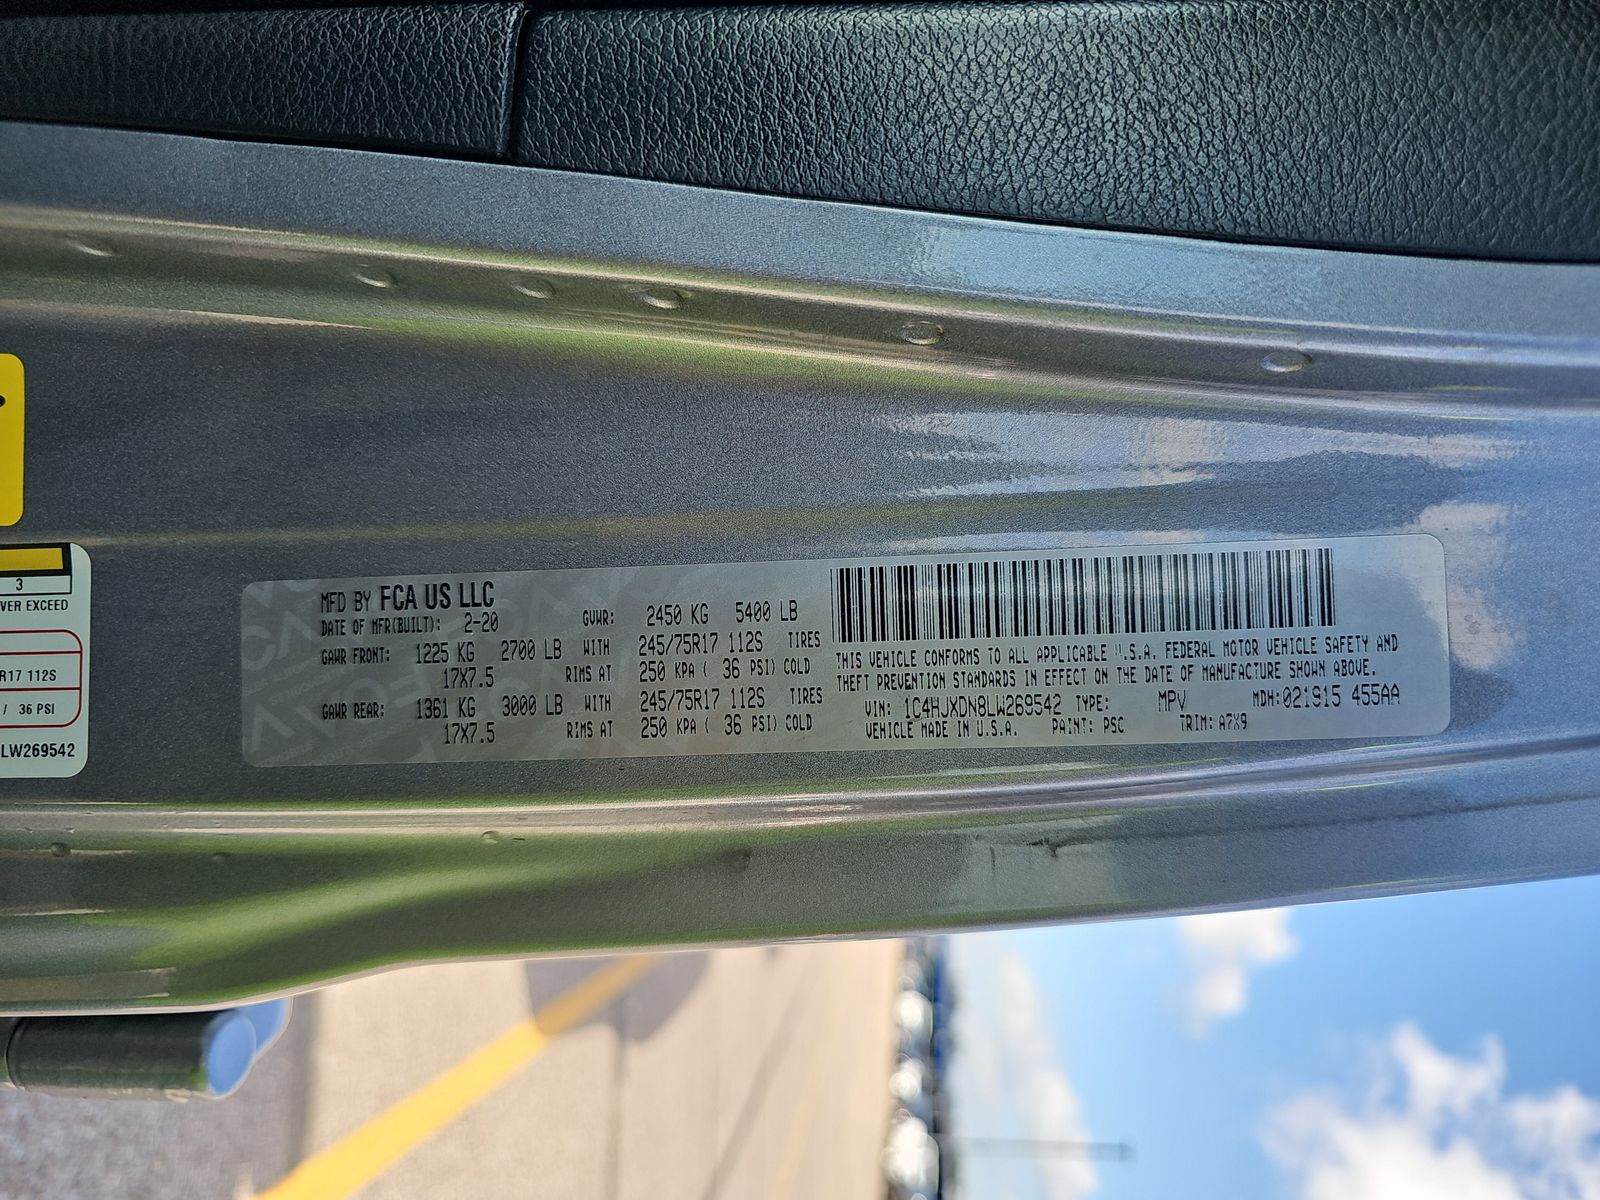 MFD BY FCA US LLC
DATE OF MFR(BUILT): 2-20 GVWR: 2450 KG 5400 LB
GAWR FRONT: 1225 KG 2700 LB WITH 245/75R17 112S TIRES
17X7.5 RIMS AT 250 KPA ( 36 PSI) COLD
GAWR REAR: 1361 KG 3000 LB WITH 245/75R17 112S TIRES
17X7.5 RIMS AT 250 KPA ( 36 PSI) COLD
THIS VEHICLE CONFORMS TO ALL APPLICABLE U.S.A. FEDERAL MOTOR VEHICLE SAFETY AND
THEFT PREVENTION STANDARDS IN EFFECT ON THE DATE OF MANUFACTURE SHOWN ABOVE.
VIN: 1C4HJXDN8LW269542 TYPE: MPV MDH: 021915 455AA
VEHICLE MADE IN U.S.A. PAINT: PSC TRIM: A7X9
3
VER EXCEED
R17 112S
/ 36 PSI
LW269542